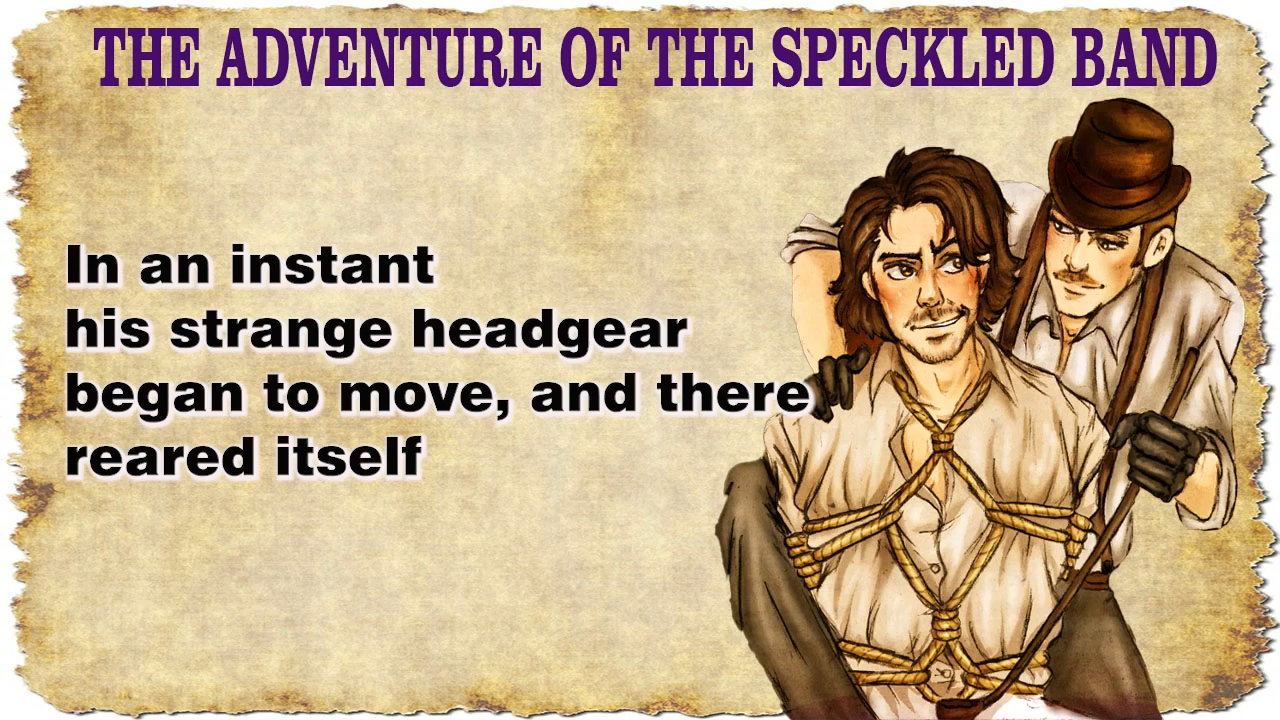 THE ADVENTURE OF THE SPECKLED BAND
In an instant
his strange headgear
began to move, and there
reared itself